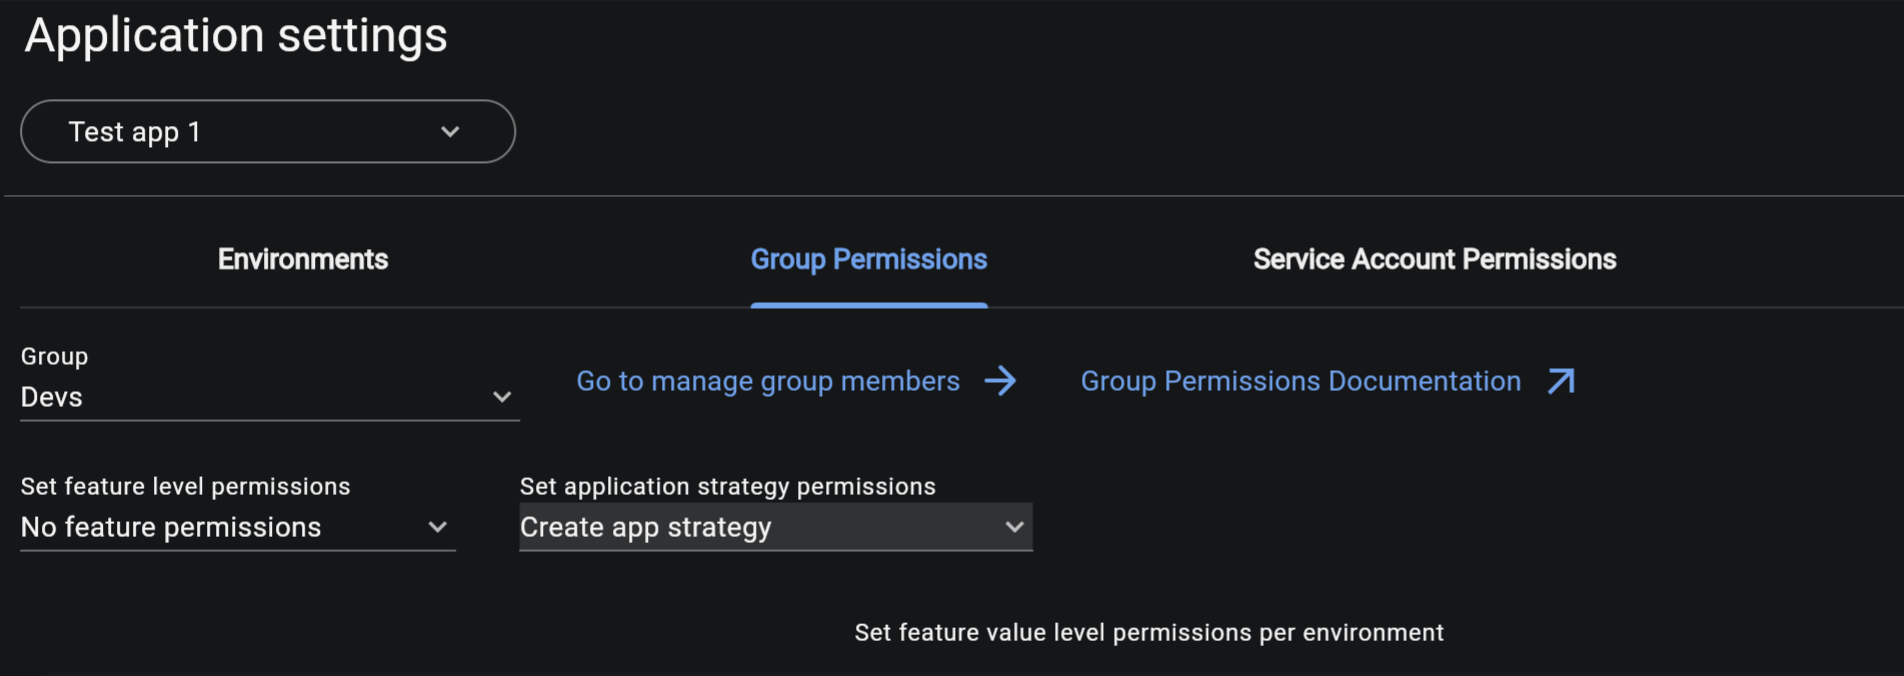 Application settings
Test app 1
Environments
Group Permissions
Service Account Permissions
Group
Devs
Go to manage group members
Group Permissions Documentation
Set feature level permissions
No feature permissions
Set application strategy permissions
Create app strategy
Set feature value level permissions per environment